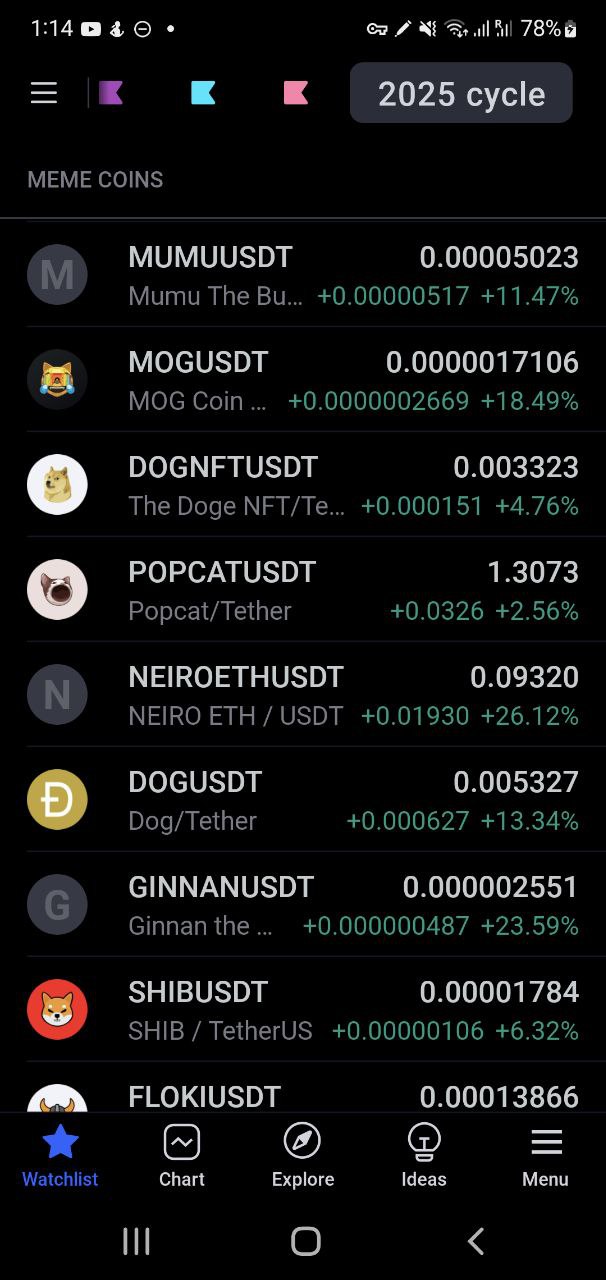 1:14 78%
2025 cycle
MEME COINS
M MUMUUSDT 0.00005023
Mumu The Bu... +0.00000517 +11.47%
MOGUSDT 0.0000017106
MOG Coin ... +0.0000002669 +18.49%
DOGNFTUSDT 0.003323
The Doge NFT/Te... +0.000151 +4.76%
POPCATUSDT 1.3073
Popcat/Tether +0.0326 +2.56%
N NEIROETHUSDT 0.09320
NEIRO ETH / USDT +0.01930 +26.12%
DOGUSDT 0.005327
Dog/Tether +0.000627 +13.34%
G GINNANUSDT 0.000002551
Ginnan the ... +0.000000487 +23.59%
SHIBUSDT 0.00001784
SHIB / TetherUS +0.00000106 +6.32%
FLOKIUSDT 0.00013866
Watchlist Chart Explore Ideas Menu